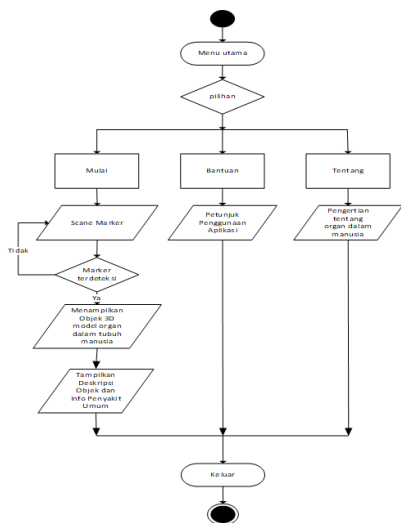 Menu utama
pilihan
Mulai
Bantuan
Tentang
Scane Marker
Petunjuk
Penggunaan
Aplikasi
Pengertian
tentang
organ dalam
manusia
Tidak
Marker
terdeteksi
Ya
Menampilkan
Objek 3D
model organ
dalam tubuh
manusia
Tampilkan
Deskripsi
Objek dan
Info Penyakit
Umum
Keluar